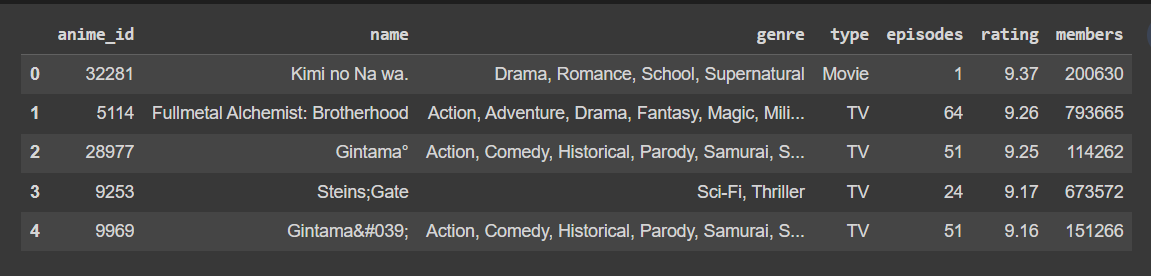 anime_id name genre type episodes rating members
0 32281 Kimi no Na wa. Drama, Romance, School, Supernatural Movie 1 9.37 200630
1 5114 Fullmetal Alchemist: Brotherhood Action, Adventure, Drama, Fantasy, Magic, Mili... TV 64 9.26 793665
2 28977 Gintama° Action, Comedy, Historical, Parody, Samurai, S... TV 51 9.25 114262
3 9253 Steins;Gate Sci-Fi, Thriller TV 24 9.17 673572
4 9969 Gintama&#039; Action, Comedy, Historical, Parody, Samurai, S... TV 51 9.16 151266